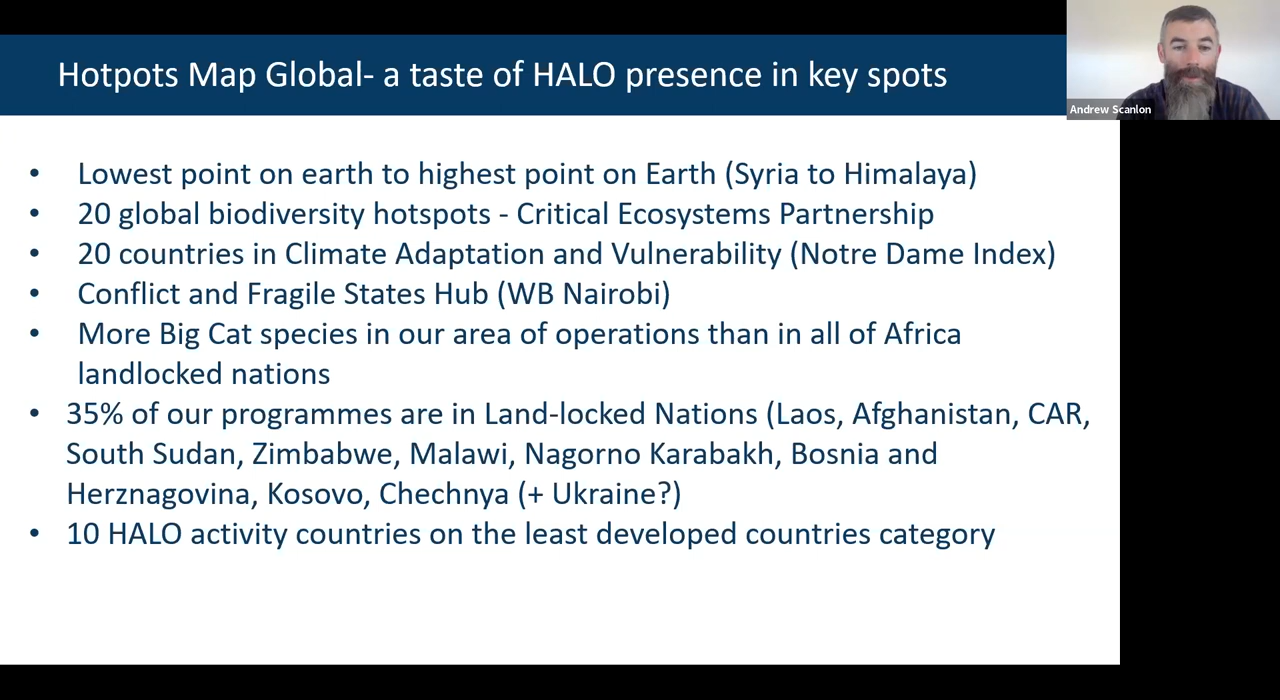 Hotpots Map Global- a taste of HALO presence in key spots
Andrew Scanlon
• Lowest point on earth to highest point on Earth (Syria to Himalaya)
• 20 global biodiversity hotspots - Critical Ecosystems Partnership
• 20 countries in Climate Adaptation and Vulnerability (Notre Dame Index)
• Conflict and Fragile States Hub (WB Nairobi)
• More Big Cat species in our area of operations than in all of Africa
landlocked nations
• 35% of our programmes are in Land-locked Nations (Laos, Afghanistan, CAR,
South Sudan, Zimbabwe, Malawi, Nagorno Karabakh, Bosnia and
Herznagovina, Kosovo, Chechnya (+ Ukraine?)
• 10 HALO activity countries on the least developed countries category